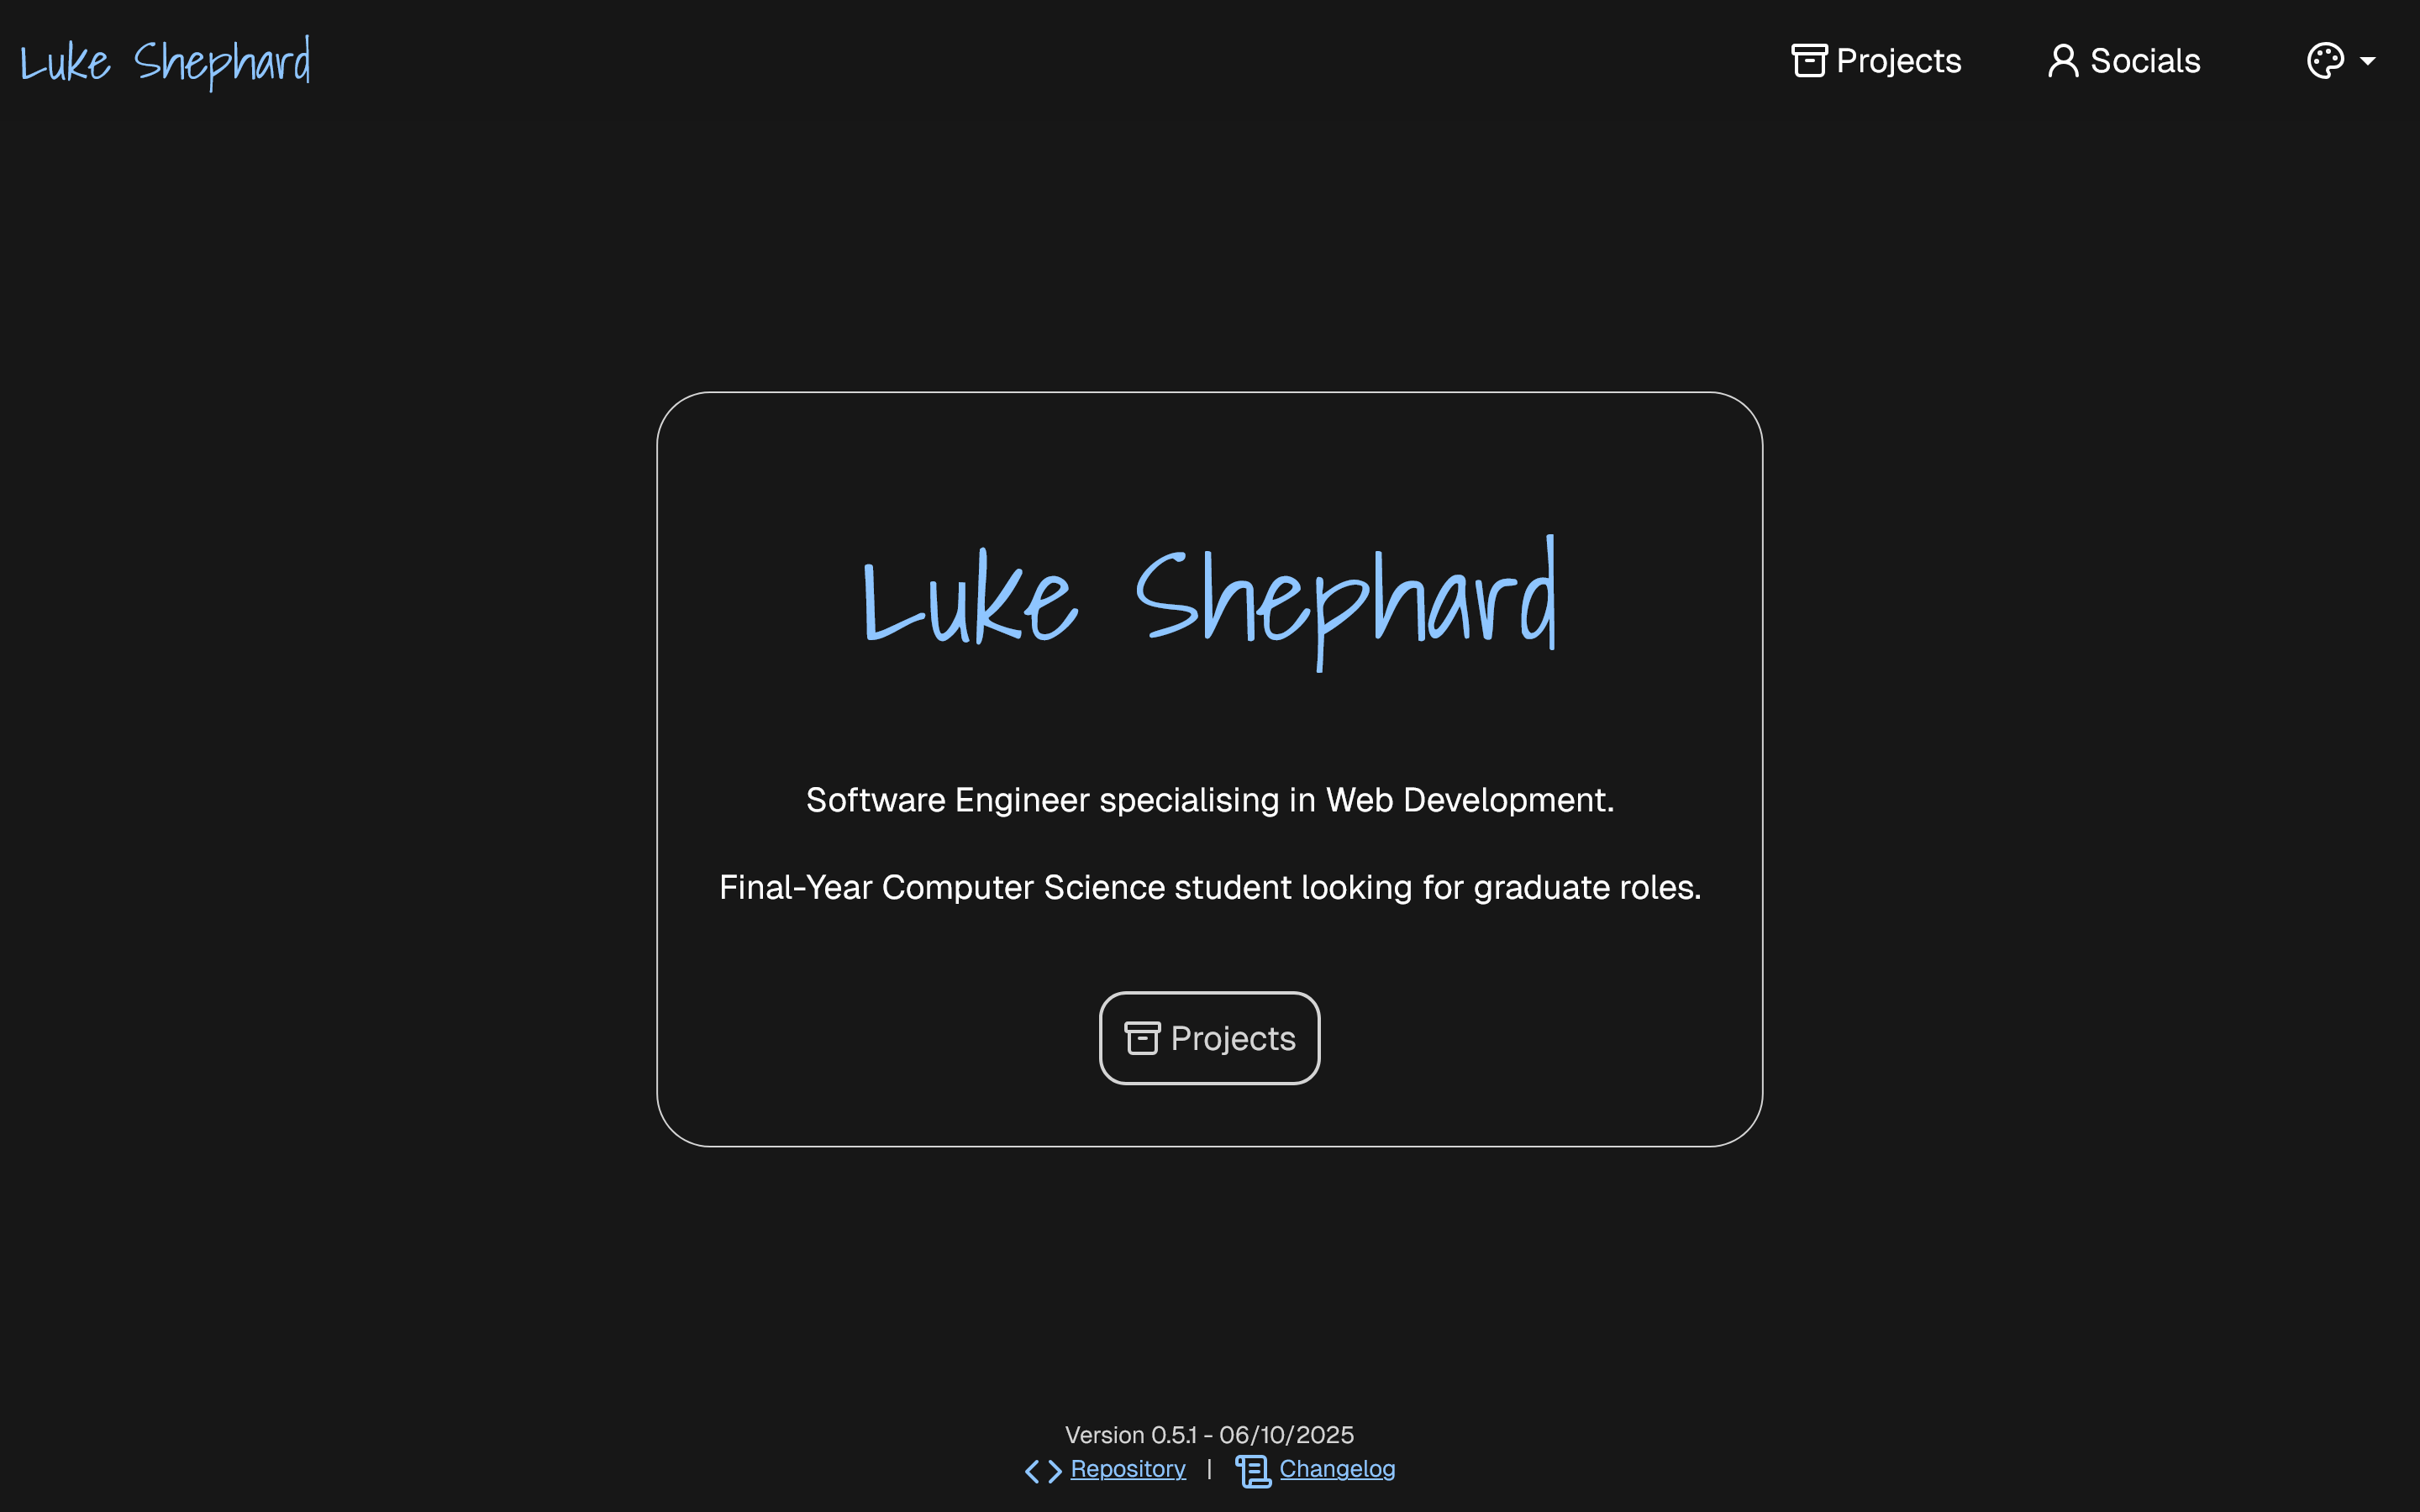 Luke Shephard
Projects
Socials
Luke Shephard
Software Engineer specialising in Web Development.
Final-Year Computer Science student looking for graduate roles.
Projects
Version 0.5.1 - 06/10/2025
Repository | Changelog